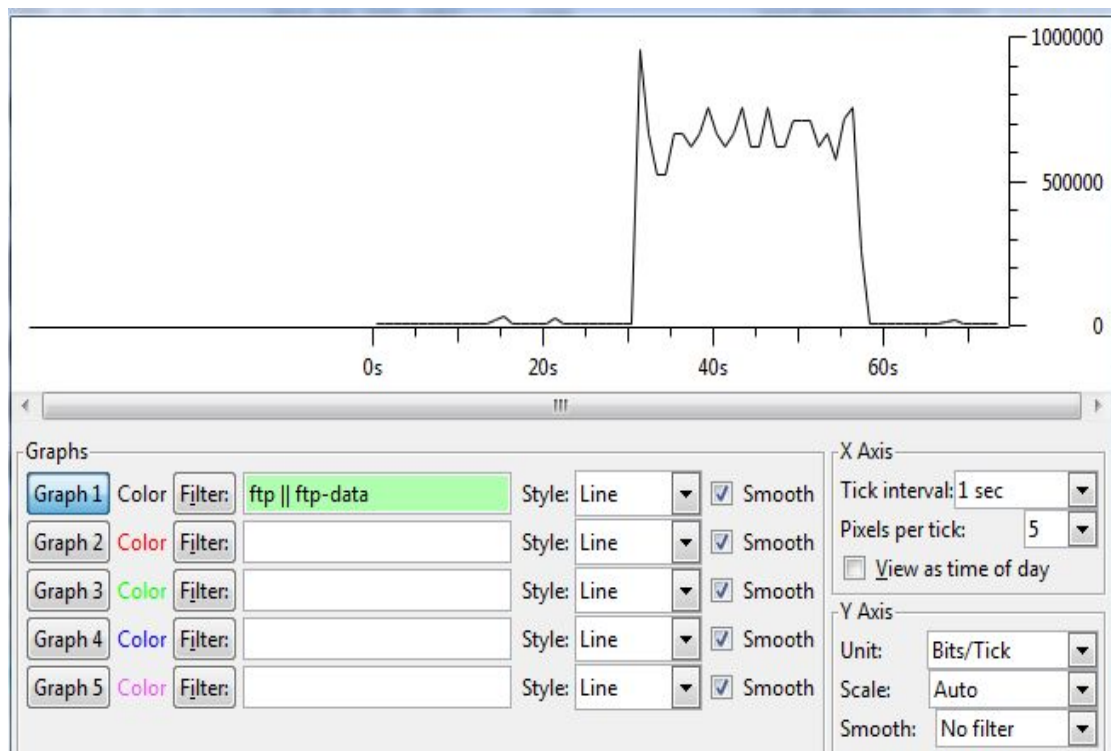 1000000
500000
0
0s 20s 40s 60s
Graphs
Graph 1 Color Filter: ftp || ftp-data Style: Line Smooth
Graph 2 Color Filter: Style: Line Smooth
Graph 3 Color Filter: Style: Line Smooth
Graph 4 Color Filter: Style: Line Smooth
Graph 5 Color Filter: Style: Line Smooth
X Axis
Tick interval: 1 sec
Pixels per tick: 5
View as time of day
Y Axis
Unit: Bits/Tick
Scale: Auto
Smooth: No filter